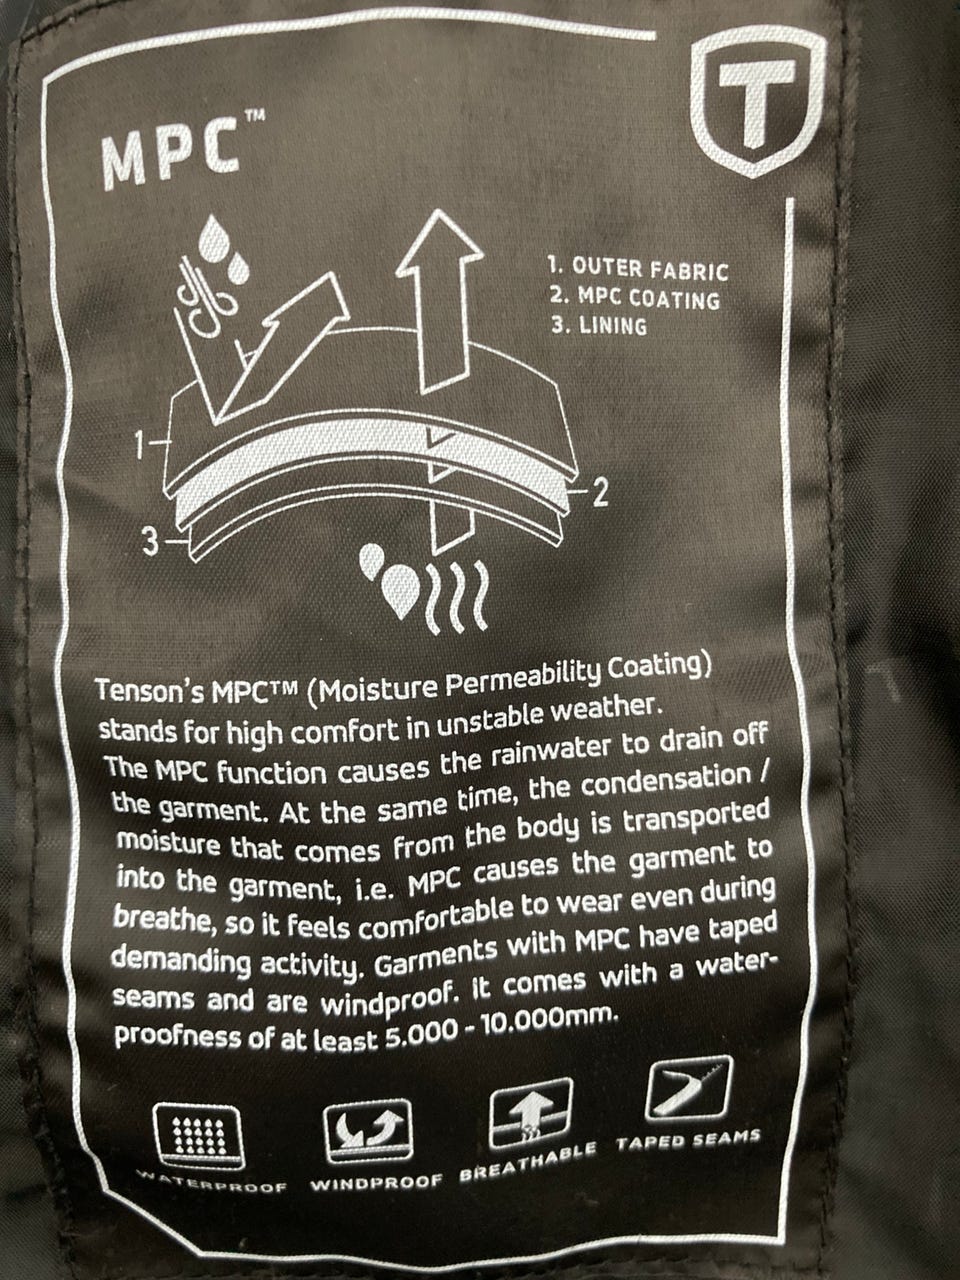 MPC™
T
1. OUTER FABRIC
2. MPC COATING
3. LINING
1
2
3
Tenson's MPC™ (Moisture Permeability Coating)
stands for high comfort in unstable weather.
The MPC function causes the rainwater to drain off
the garment. At the same time, the condensation /
moisture that comes from the body is transported
into the garment, i.e. MPC causes the garment to
breathe, so it feels comfortable to wear even during
demanding activity. Garments with MPC have taped
seams and are windproof. It comes with a water-
proofness of at least 5.000 - 10.000mm.
WATERPROOF WINDPROOF BREATHABLE TAPED SEAMS